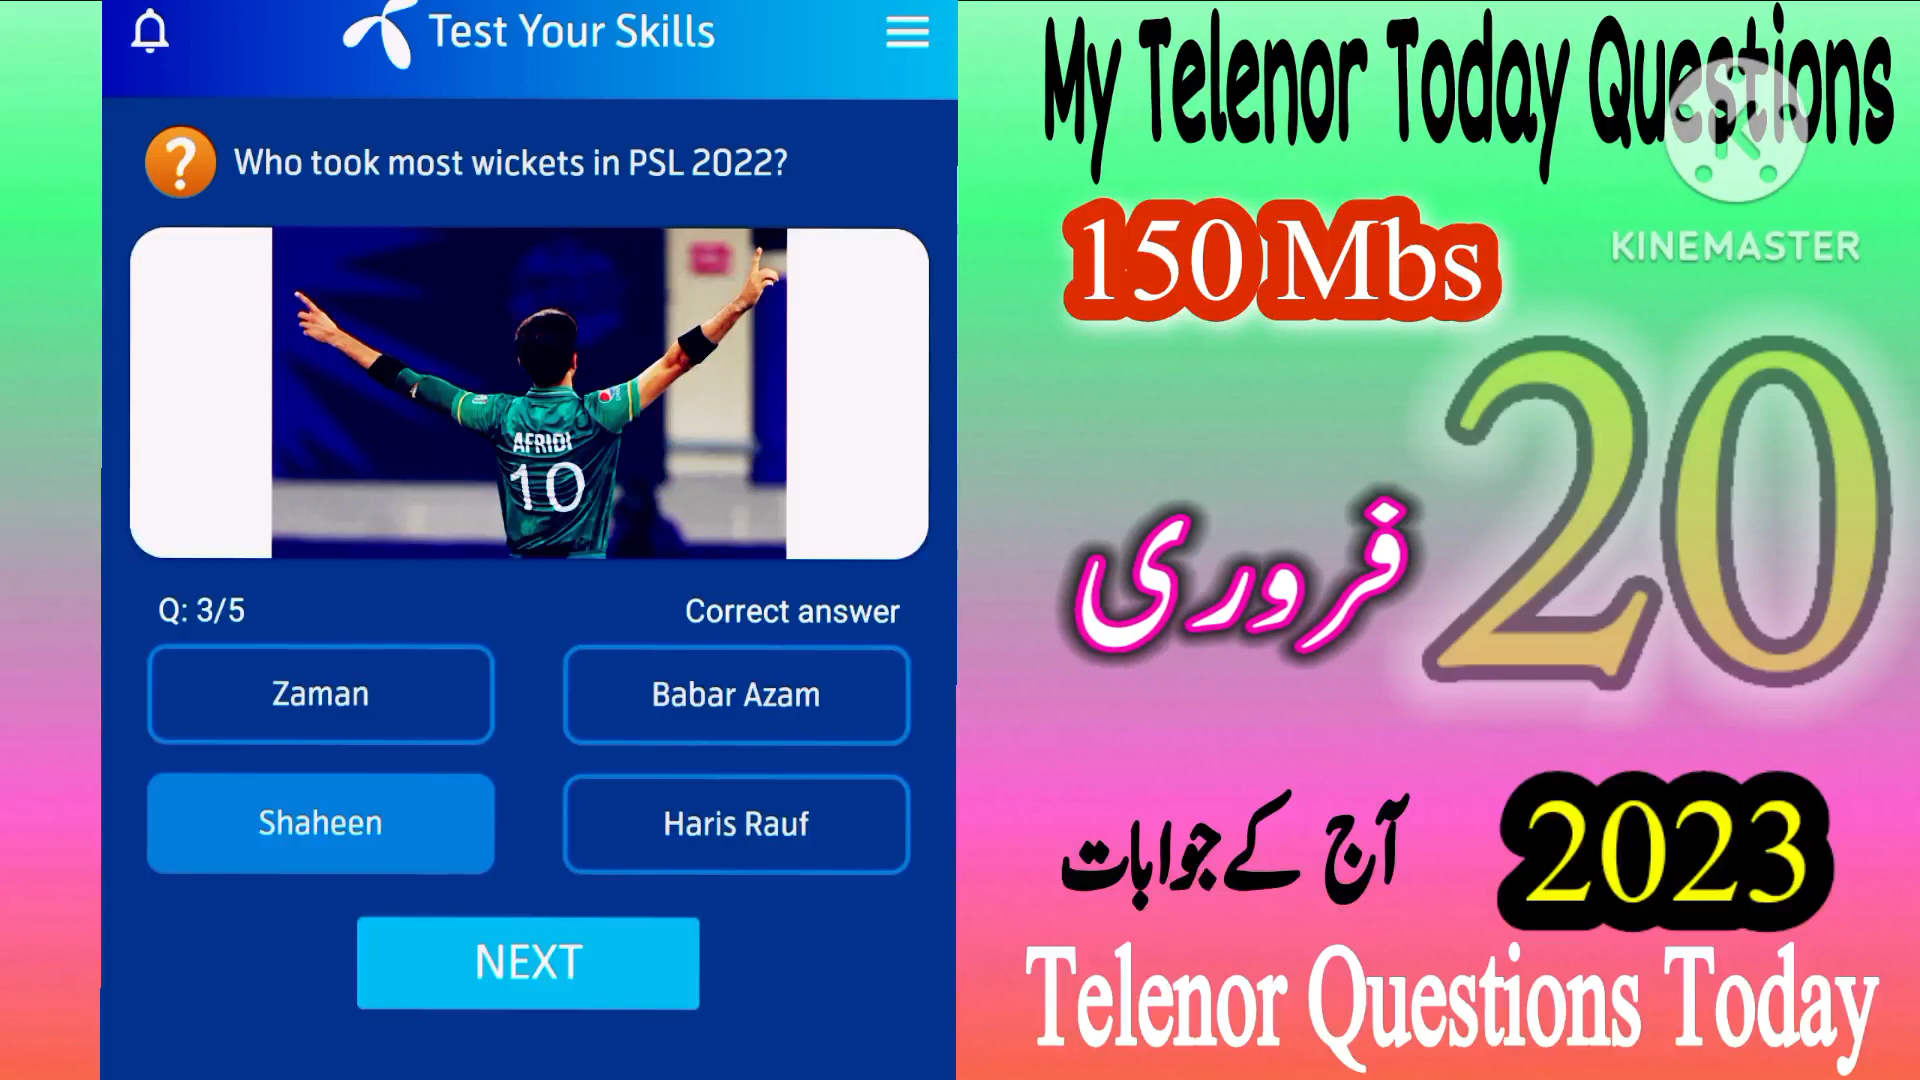 Test Your Skills
Who took most wickets in PSL 2022?
AFRIDI
10
Q: 3/5
Correct answer
Zaman
Babar Azam
Shaheen
Haris Rauf
NEXT
My Telenor Today Questions
KINEMASTER
150 Mbs
20
فروری
آج کے جوابات
2023
Telenor Questions Today